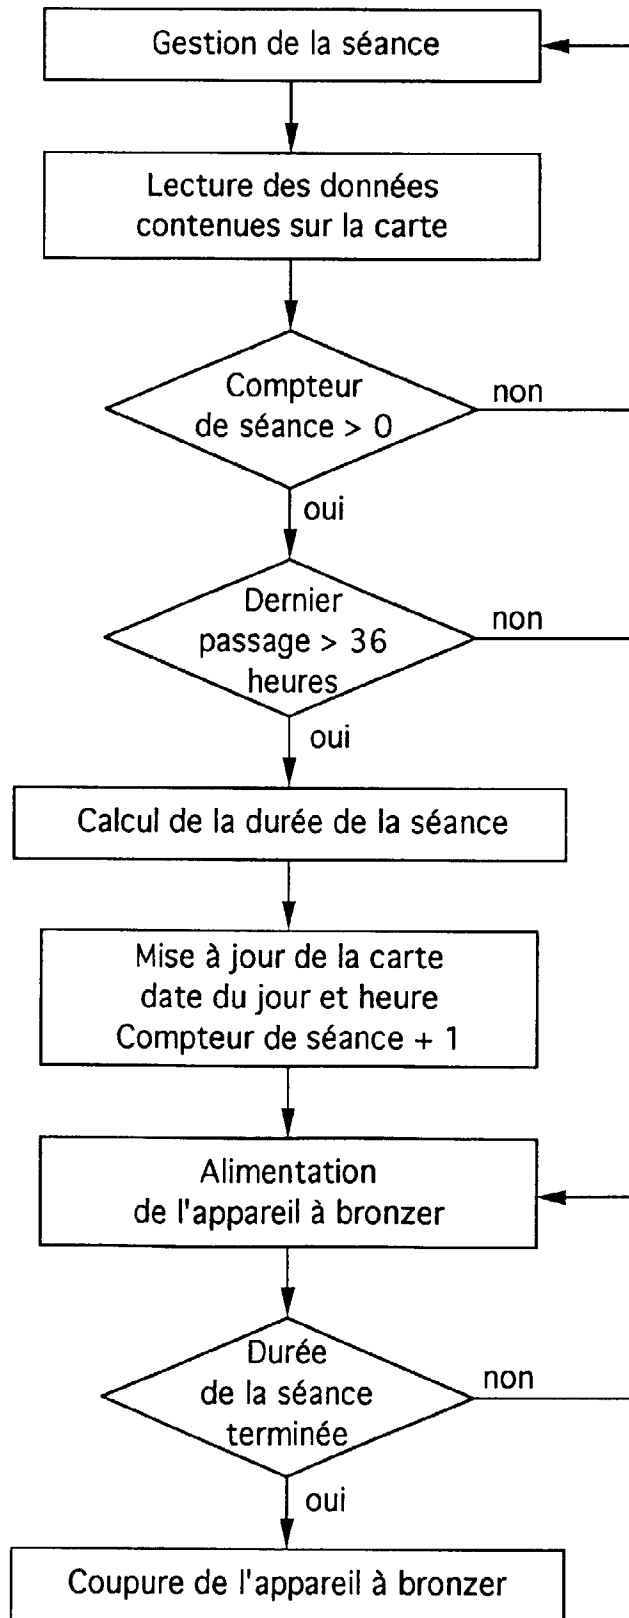 Gestion de la séance
Lecture des données
contenues sur la carte
Compteur
de séance > 0
non
oui
Dernier
passage > 36
heures
non
oui
Calcul de la durée de la séance
Mise à jour de la carte
date du jour et heure
Compteur de séance + 1
Alimentation
de l'appareil à bronzer
Durée
de la séance
terminée
non
oui
Coupure de l'appareil à bronzer